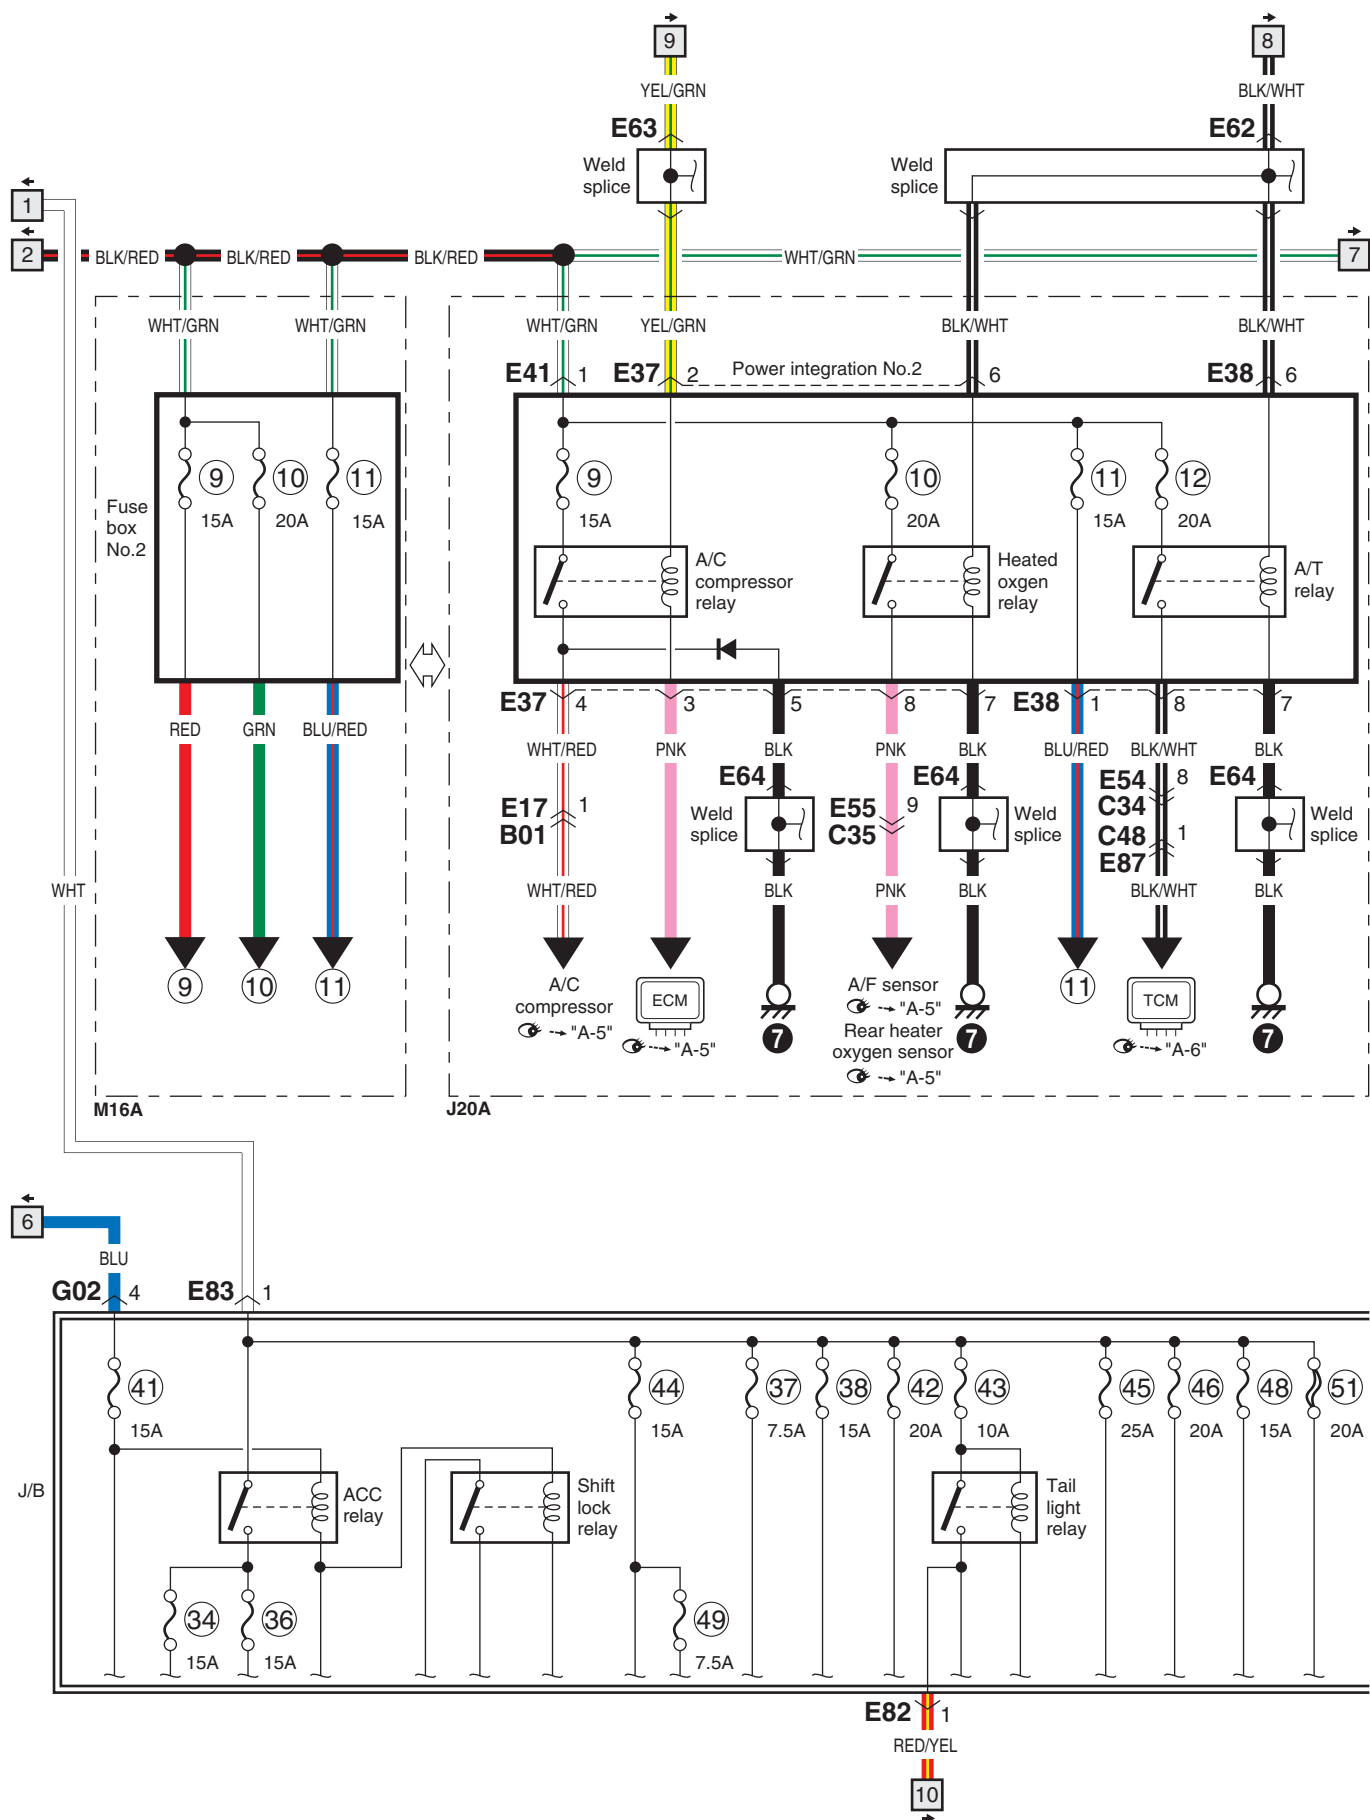 9
8
YEL/GRN
BLK/WHT
E63
E62
Weld
splice
Weld
splice
1
2
BLK/RED
BLK/RED
BLK/RED
WHT/GRN
7
WHT/GRN
WHT/GRN
WHT/GRN
YEL/GRN
BLK/WHT
BLK/WHT
E41 1
E37 2
Power integration No.2
6
E38 6
Fuse
box
No.2
9
15A
10
20A
11
15A
9
15A
10
20A
11
15A
12
20A
A/C
compressor
relay
Heated
oxgen
relay
A/T
relay
E37 4
3
5
8
7
E38 1
8
7
RED
GRN
BLU/RED
WHT/RED
PNK
BLK
PNK
BLK
BLU/RED
BLK/WHT
BLK
E17 1
B01
E64
Weld
splice
E55 9
C35
E64
Weld
splice
E54 8
C34
C48 1
E87
E64
Weld
splice
WHT
WHT/RED
BLK
PNK
BLK
BLK/WHT
BLK
9
10
11
A/C
compressor
"A-5"
ECM
"A-5"
7
A/F sensor
"A-5"
Rear heater
oxygen sensor
"A-5"
7
11
TCM
"A-6"
7
M16A
J20A
6
BLU
G02 4
E83 1
41
15A
44
15A
37
7.5A
38
15A
42
20A
43
10A
45
25A
46
20A
48
15A
51
20A
J/B
ACC
relay
Shift
lock
relay
Tail
light
relay
34
15A
36
15A
49
7.5A
E82 1
RED/YEL
10